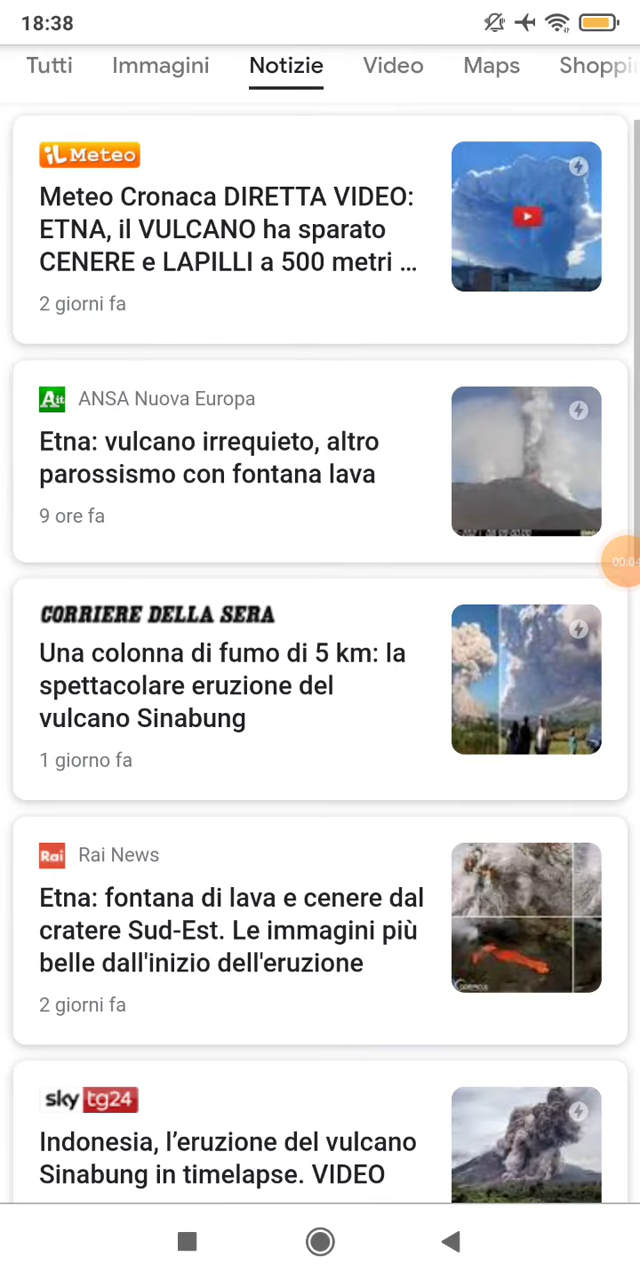 18:38
Tutti Immagini Notizie Video Maps Shoppi
iL Meteo
Meteo Cronaca DIRETTA VIDEO:
ETNA, il VULCANO ha sparato
CENERE e LAPILLI a 500 metri ...
2 giorni fa
Ait ANSA Nuova Europa
Etna: vulcano irrequieto, altro
parossismo con fontana lava
9 ore fa
CORRIERE DELLA SERA
Una colonna di fumo di 5 km: la
spettacolare eruzione del
vulcano Sinabung
1 giorno fa
Rai Rai News
Etna: fontana di lava e cenere dal
cratere Sud-Est. Le immagini più
belle dall'inizio dell'eruzione
2 giorni fa
sky tg24
Indonesia, l'eruzione del vulcano
Sinabung in timelapse. VIDEO